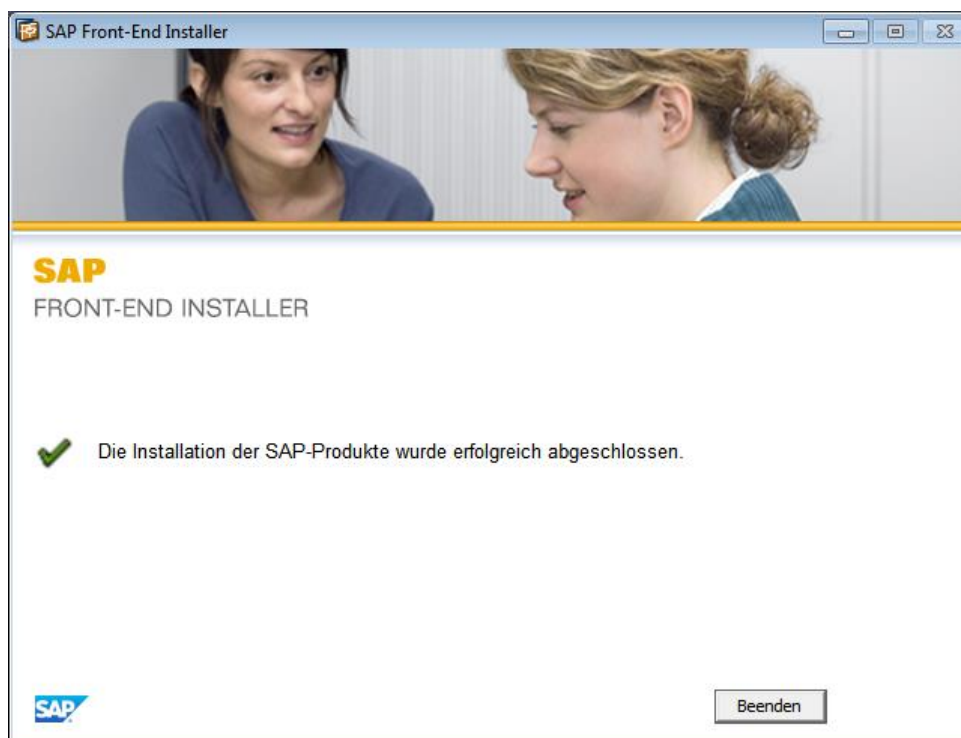 SAP Front-End Installer
SAP
FRONT-END INSTALLER
Die Installation der SAP-Produkte wurde erfolgreich abgeschlossen.
SAP
Beenden